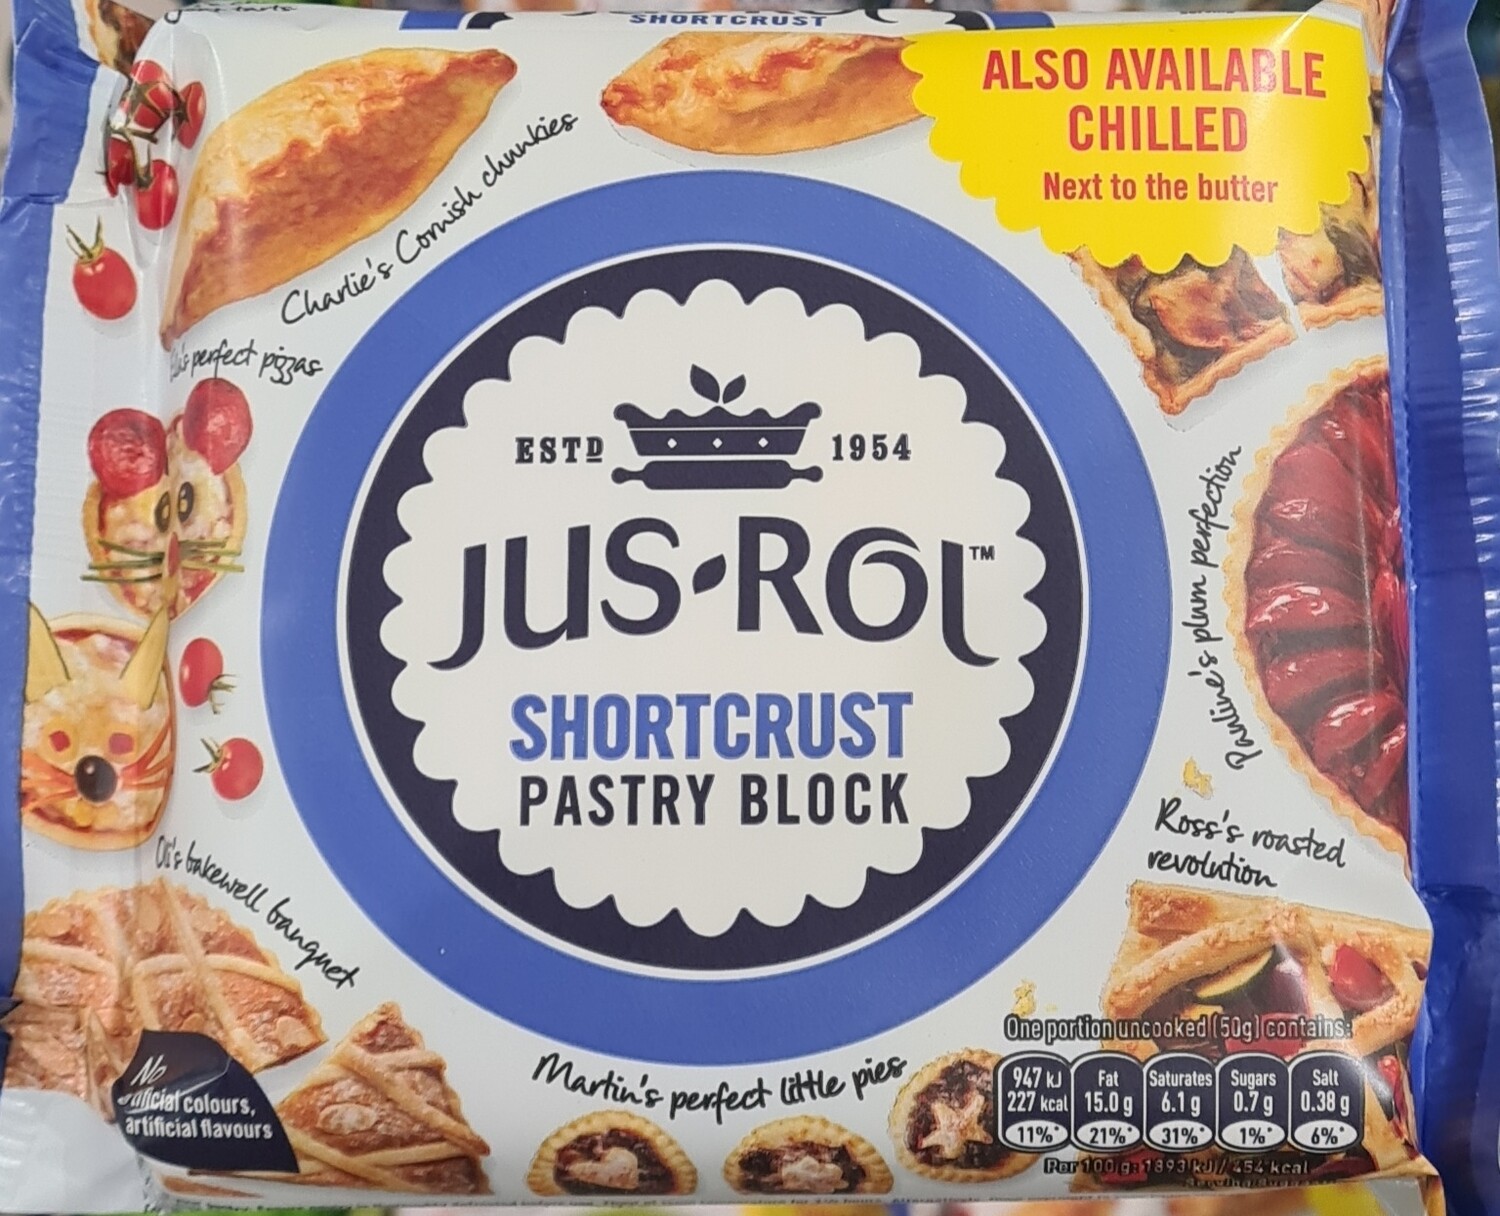 SHORTCRUST
ALSO AVAILABLE
CHILLED
Next to the butter
Charlie's Cornish chunkies
perfect pizzas
ESTD 1954
JUS-ROL™
SHORTCRUST
PASTRY BLOCK
Pauline's plum perfection
Ross's roasted
revolution
Oli's bakewell banquet
Martin's perfect little pies
No
artificial colours,
artificial flavours
One portion uncooked (50g) contains:
947 kJ Fat Saturates Sugars Salt
227 kcal 15.0 g 6.1 g 0.7 g 0.38 g
11%* 21%* 31%* 1%* 6%*
Per 100 g: 1893 kJ / 454 kcal